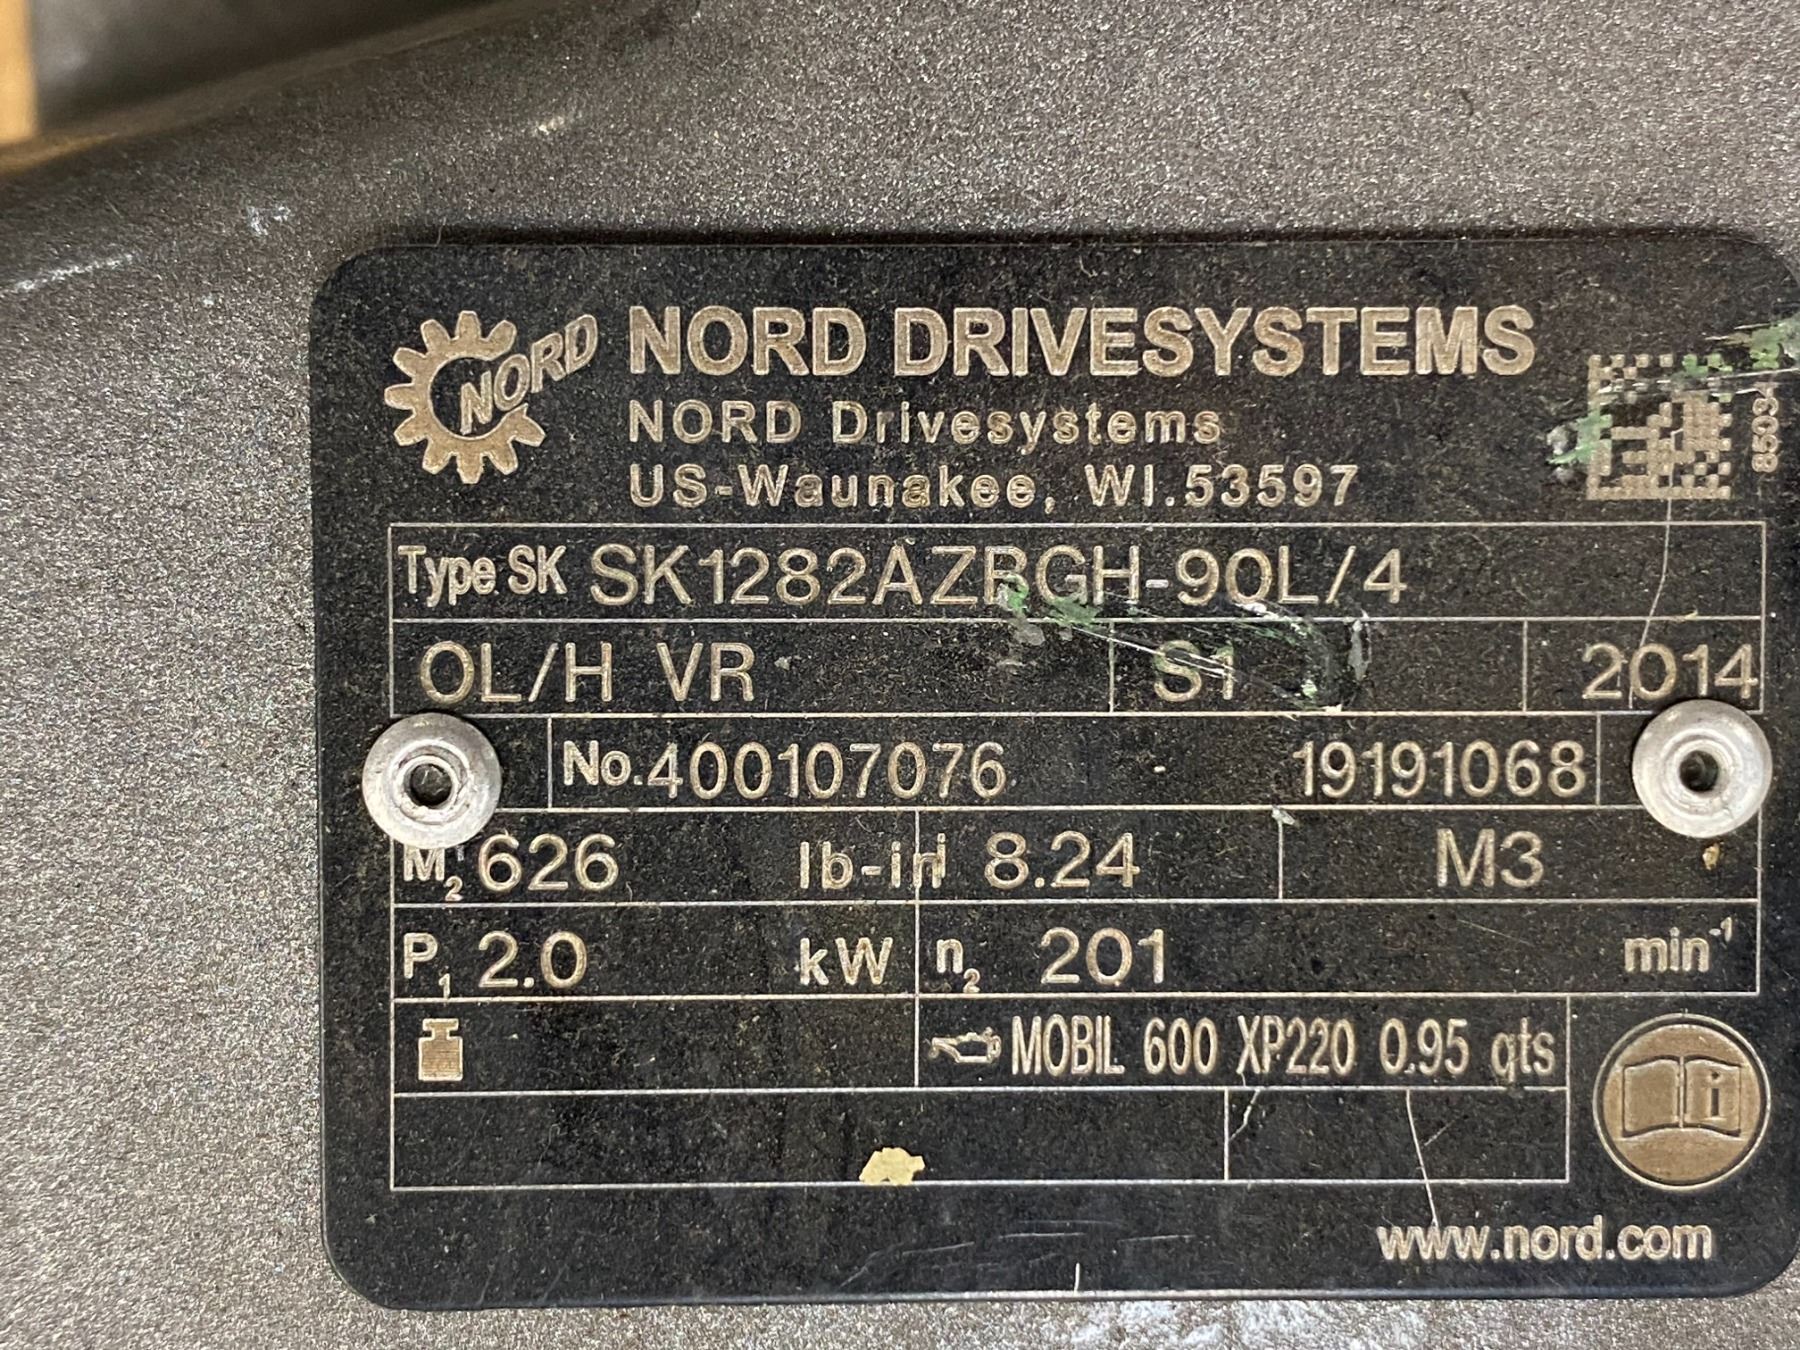 NORD
NORD DRIVESYSTEMS
NORD Drivesystems
US-Waunakee, WI.53597
85034
Type SK SK1282AZBGH-90L/4
OL/H VR S1 2014
No.400107076 19191068
M₂ 626 lb-in i 8.24 M3
P₁ 2.0 kW n₂ 201 min⁻¹
MOBIL 600 XP220 0.95 qts
i
www.nord.com